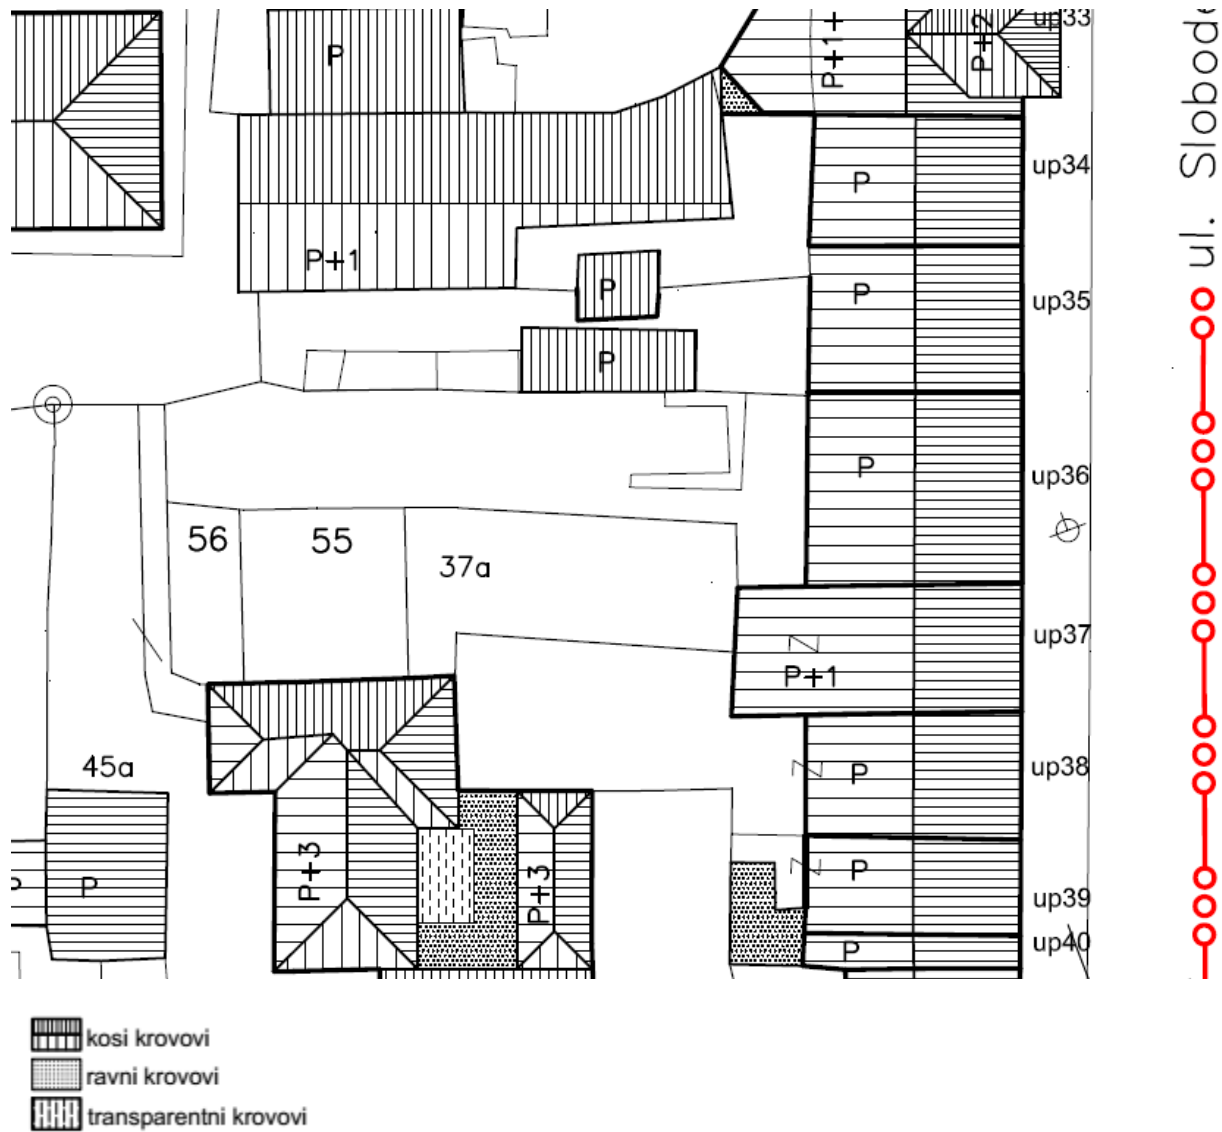 up33
P
P+1+
P+2
ul. Slobode
up34
P
P+1
P
up35
P
P
up36
P
56
55
37a
up37
P+1
up38
P
45a
P+3
P+3
up39
P
P
P
up40
P
kosi krovovi
ravni krovovi
transparentni krovovi